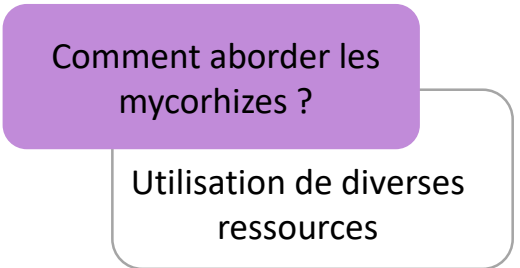 Comment aborder les
mycorhizes ?
Utilisation de diverses
ressources